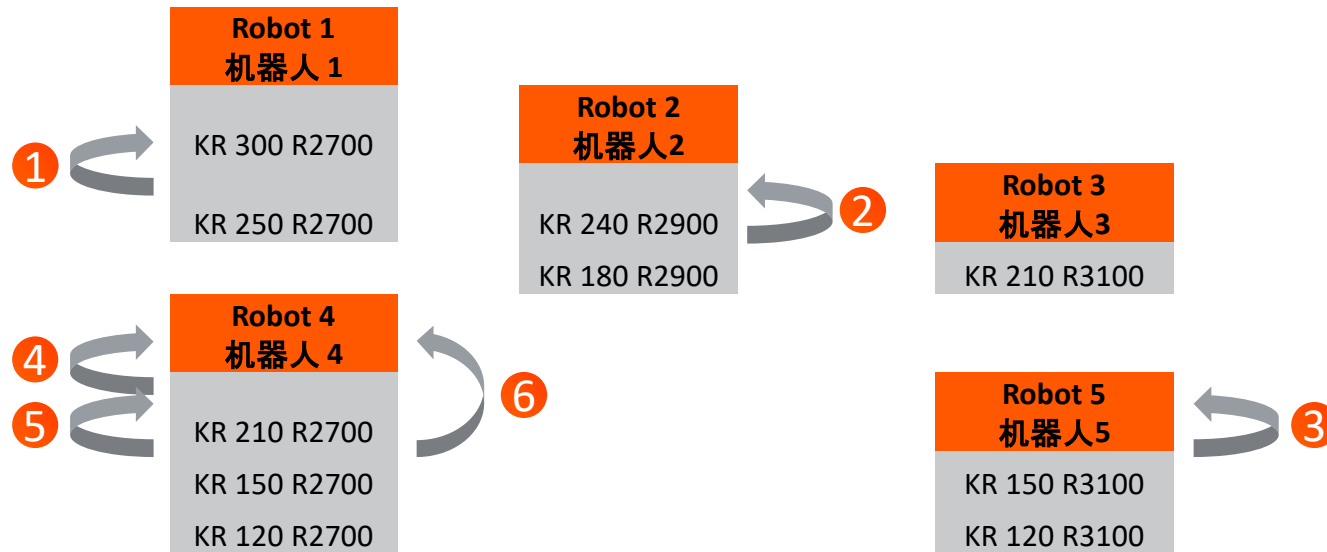 Robot 1
机器人 1
KR 300 R2700
KR 250 R2700
1
Robot 2
机器人2
KR 240 R2900
KR 180 R2900
2
Robot 3
机器人3
KR 210 R3100
Robot 4
机器人 4
KR 210 R2700
KR 150 R2700
KR 120 R2700
4
5
6
Robot 5
机器人5
KR 150 R3100
KR 120 R3100
3